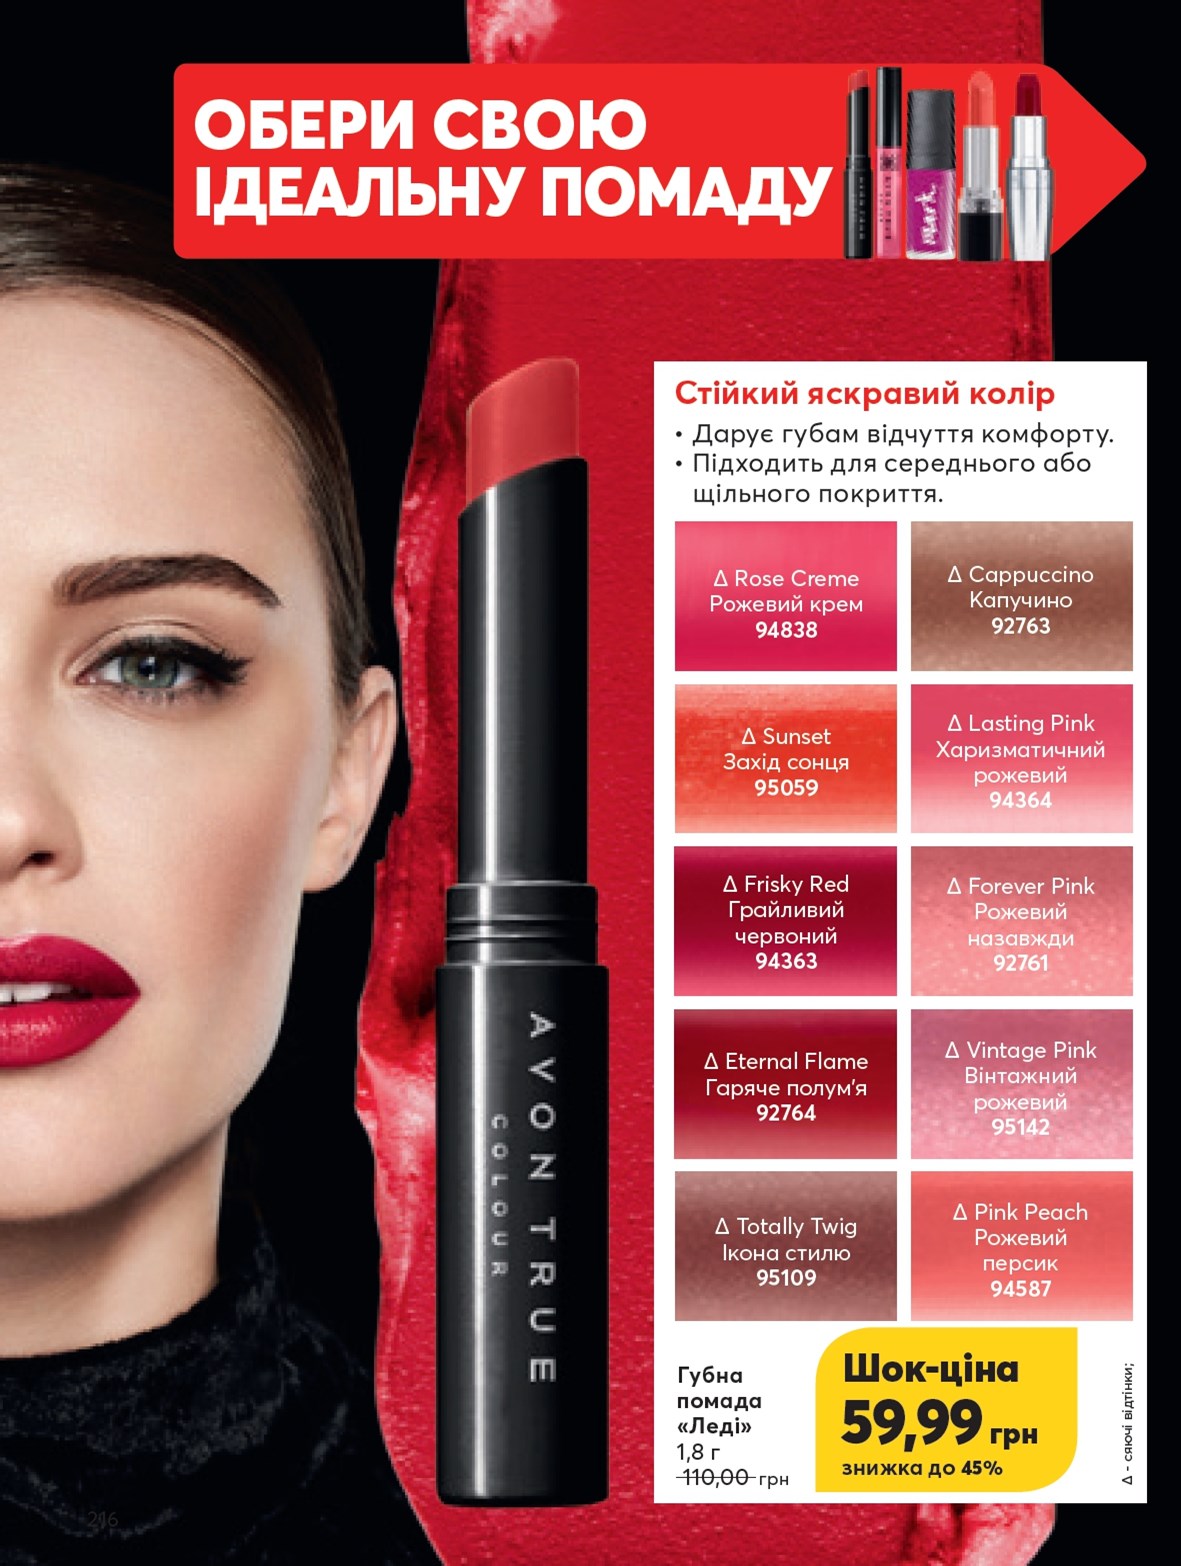 ОБЕРИ СВОЮ
ІДЕАЛЬНУ ПОМАДУ
mark.
AVON TRUE
COLOUR
Стійкий яскравий колір
• Дарує губам відчуття комфорту.
• Підходить для середнього або
щільного покриття.
Δ Rose Creme
Рожевий крем
94838
Δ Cappuccino
Капучино
92763
Δ Sunset
Захід сонця
95059
Δ Lasting Pink
Харизматичний
рожевий
94364
Δ Frisky Red
Грайливий
червоний
94363
Δ Forever Pink
Рожевий
назавжди
92761
Δ Eternal Flame
Гаряче полум’я
92764
Δ Vintage Pink
Вінтажний
рожевий
95142
Δ Totally Twig
Ікона стилю
95109
Δ Pink Peach
Рожевий
персик
94587
Губна
помада
«Леді»
1,8 г
110,00 грн
Шок-ціна
59,99 грн
знижка до 45%
Δ - сяючі відтінки;
216